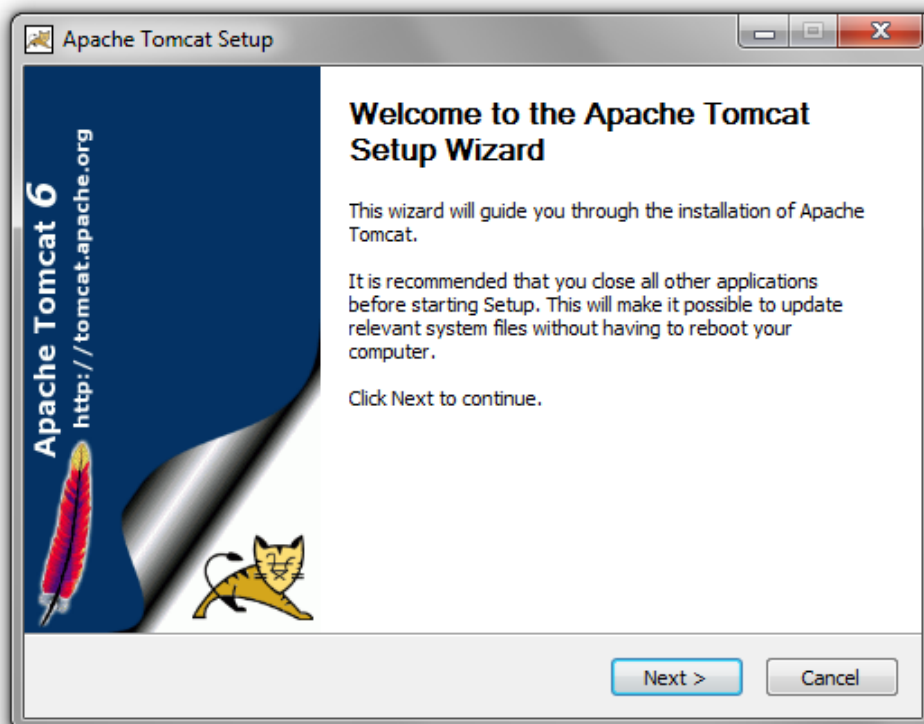 Apache Tomcat Setup
Apache Tomcat 6
http://tomcat.apache.org
Welcome to the Apache Tomcat
Setup Wizard
This wizard will guide you through the installation of Apache
Tomcat.
It is recommended that you close all other applications
before starting Setup. This will make it possible to update
relevant system files without having to reboot your
computer.
Click Next to continue.
Next >
Cancel